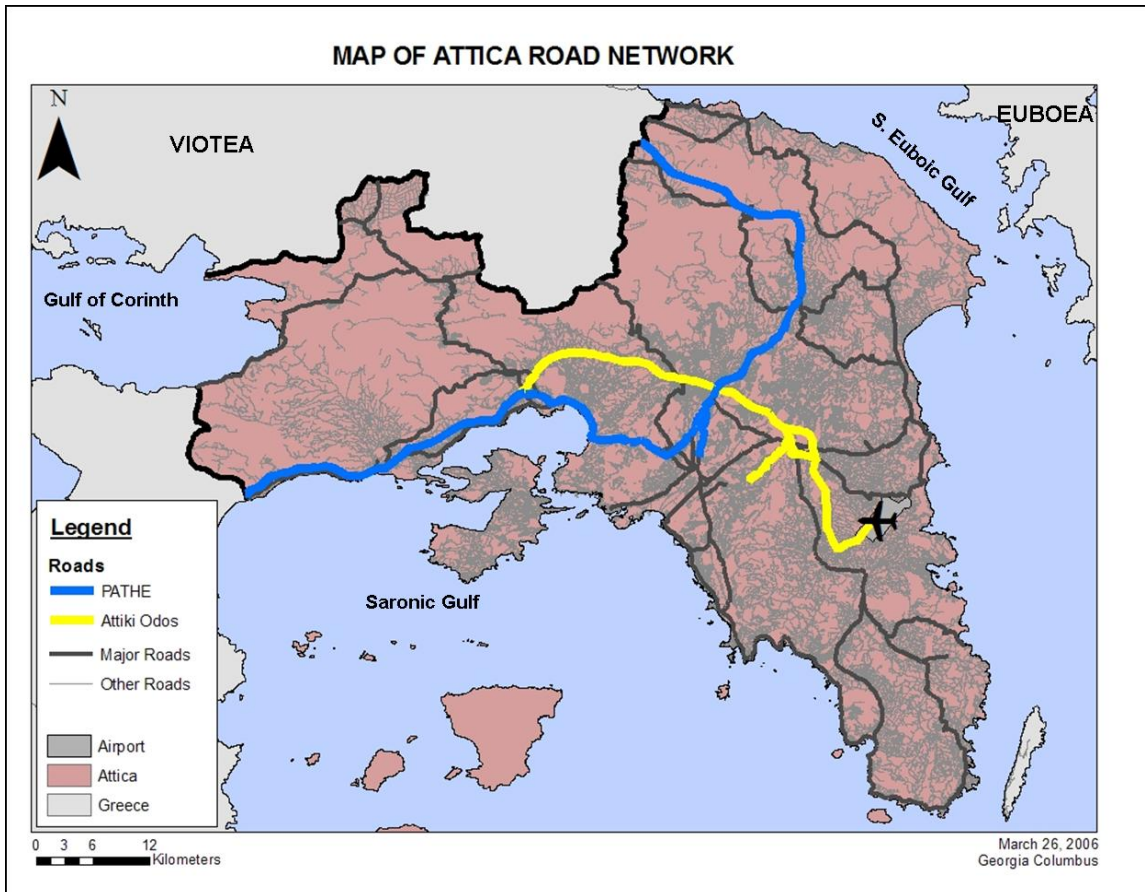 MAP OF ATTICA ROAD NETWORK
N
VIOTEA
EUBOEA
S. Euboic Gulf
Gulf of Corinth
Saronic Gulf
Legend
Roads
PATHE
Attiki Odos
Major Roads
Other Roads
Airport
Attica
Greece
0 3 6 12
Kilometers
March 26, 2006
Georgia Columbus